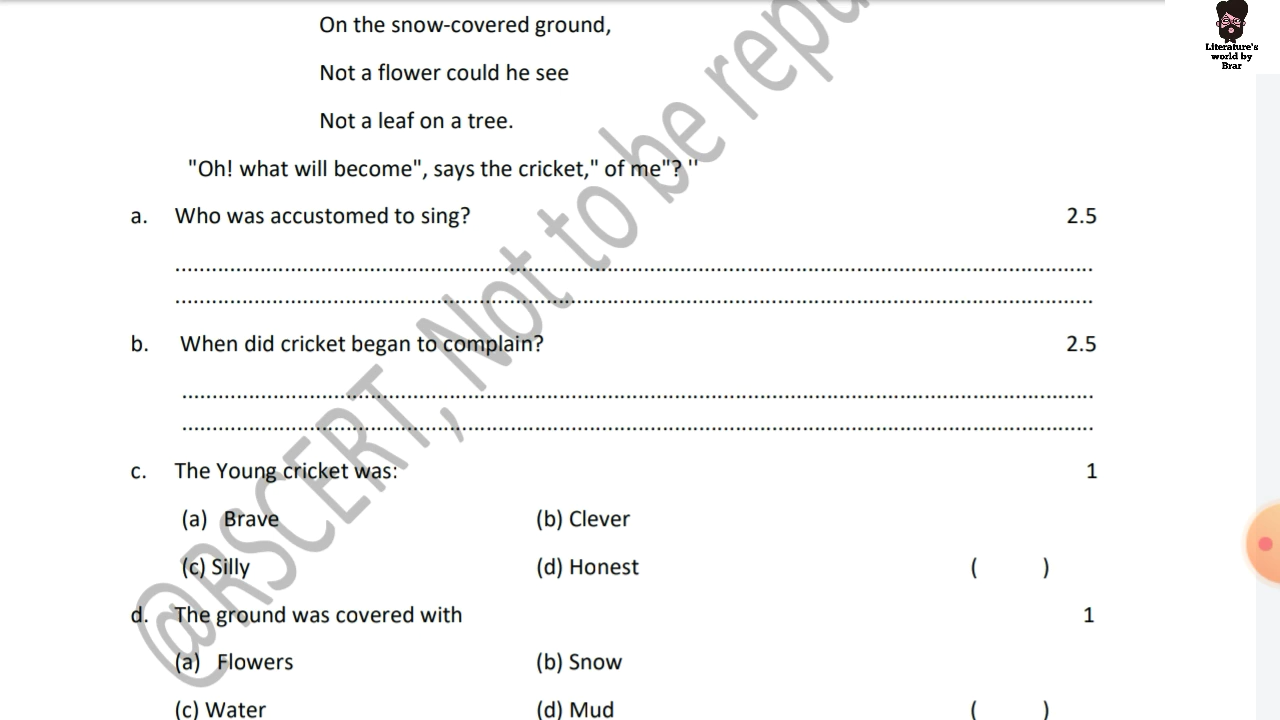 Literature's
world by
Brar
On the snow-covered ground,
Not a flower could he see
Not a leaf on a tree.
"Oh! what will become", says the cricket," of me"? "
a. Who was accustomed to sing? 2.5
b. When did cricket began to complain? 2.5
c. The Young cricket was: 1
(a) Brave (b) Clever
(c) Silly (d) Honest ( )
d. The ground was covered with 1
(a) Flowers (b) Snow
(c) Water (d) Mud ( )
@RSCERT, Not to be